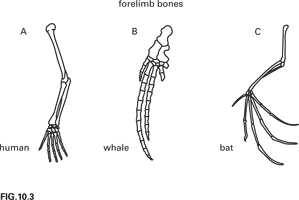 forelimb bones
A B C
human whale bat
FIG.10.3